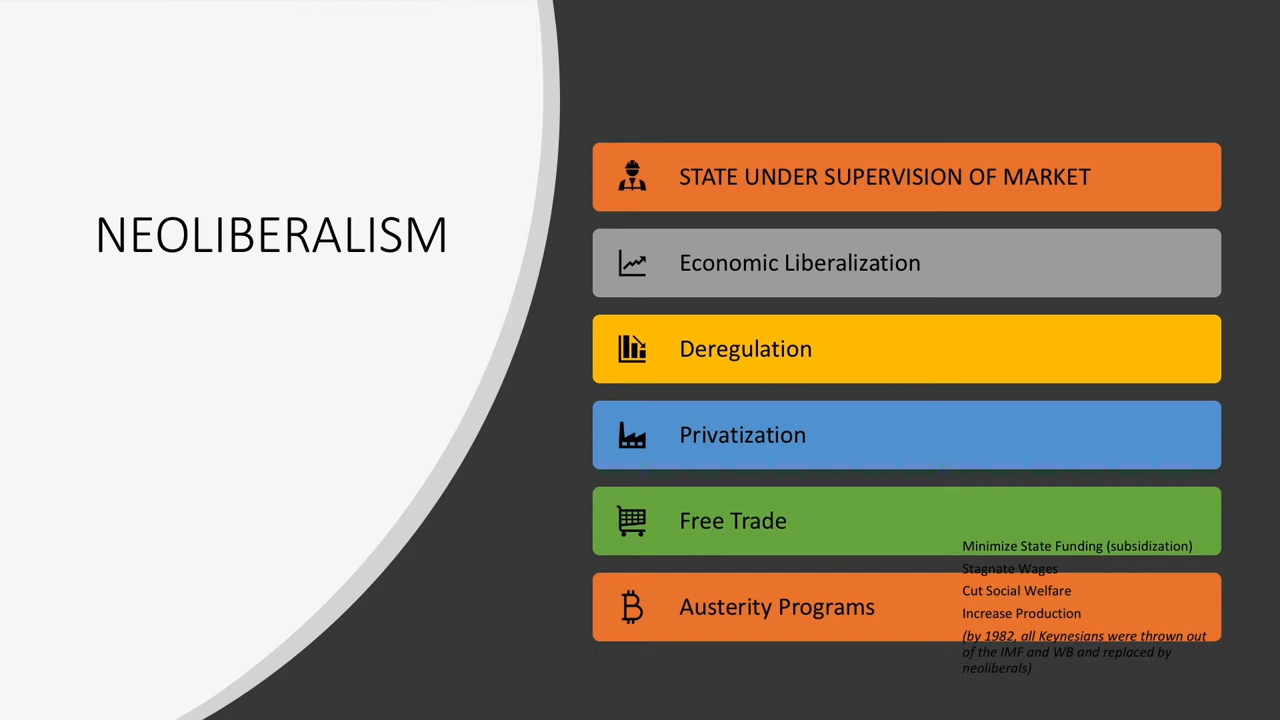 NEOLIBERALISM
STATE UNDER SUPERVISION OF MARKET
Economic Liberalization
Deregulation
Privatization
Free Trade
Austerity Programs
Minimize State Funding (subsidization)
Stagnate Wages
Cut Social Welfare
Increase Production
(by 1982, all Keynesians were thrown out
of the IMF and WB and replaced by
neoliberals)